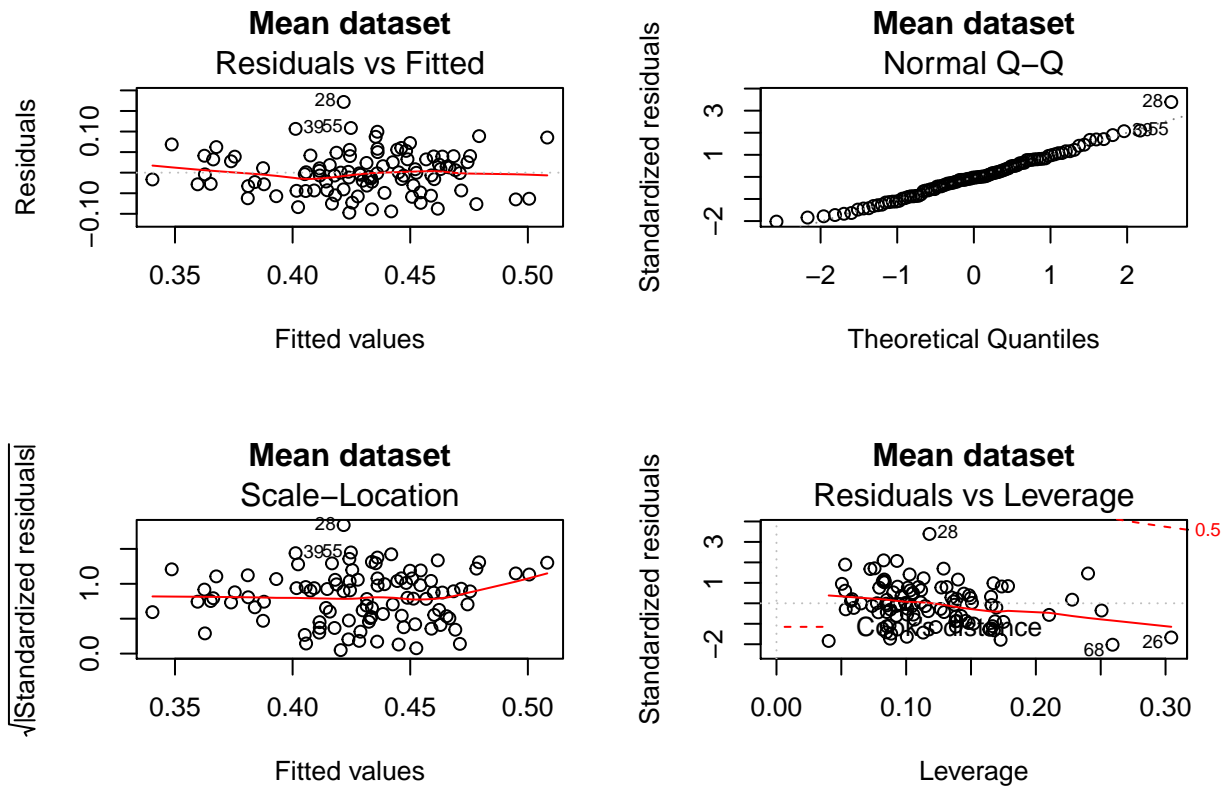 Mean dataset
Residuals vs Fitted
Residuals
0.10
−0.10
28
39
55
0.35 0.40 0.45 0.50
Fitted values
Mean dataset
Normal Q−Q
Standardized residuals
3
1
−2
28
39
55
−2 −1 0 1 2
Theoretical Quantiles
Mean dataset
Scale−Location
√|Standardized residuals|
1.0
0.0
28
39
55
0.35 0.40 0.45 0.50
Fitted values
Mean dataset
Residuals vs Leverage
Standardized residuals
3
1
−2
0.5
28
Cook's distance
68
26
0.00 0.10 0.20 0.30
Leverage